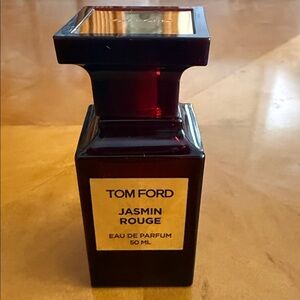 TOM FORD
JASMIN
ROUGE
EAU DE PARFUM
50 ML